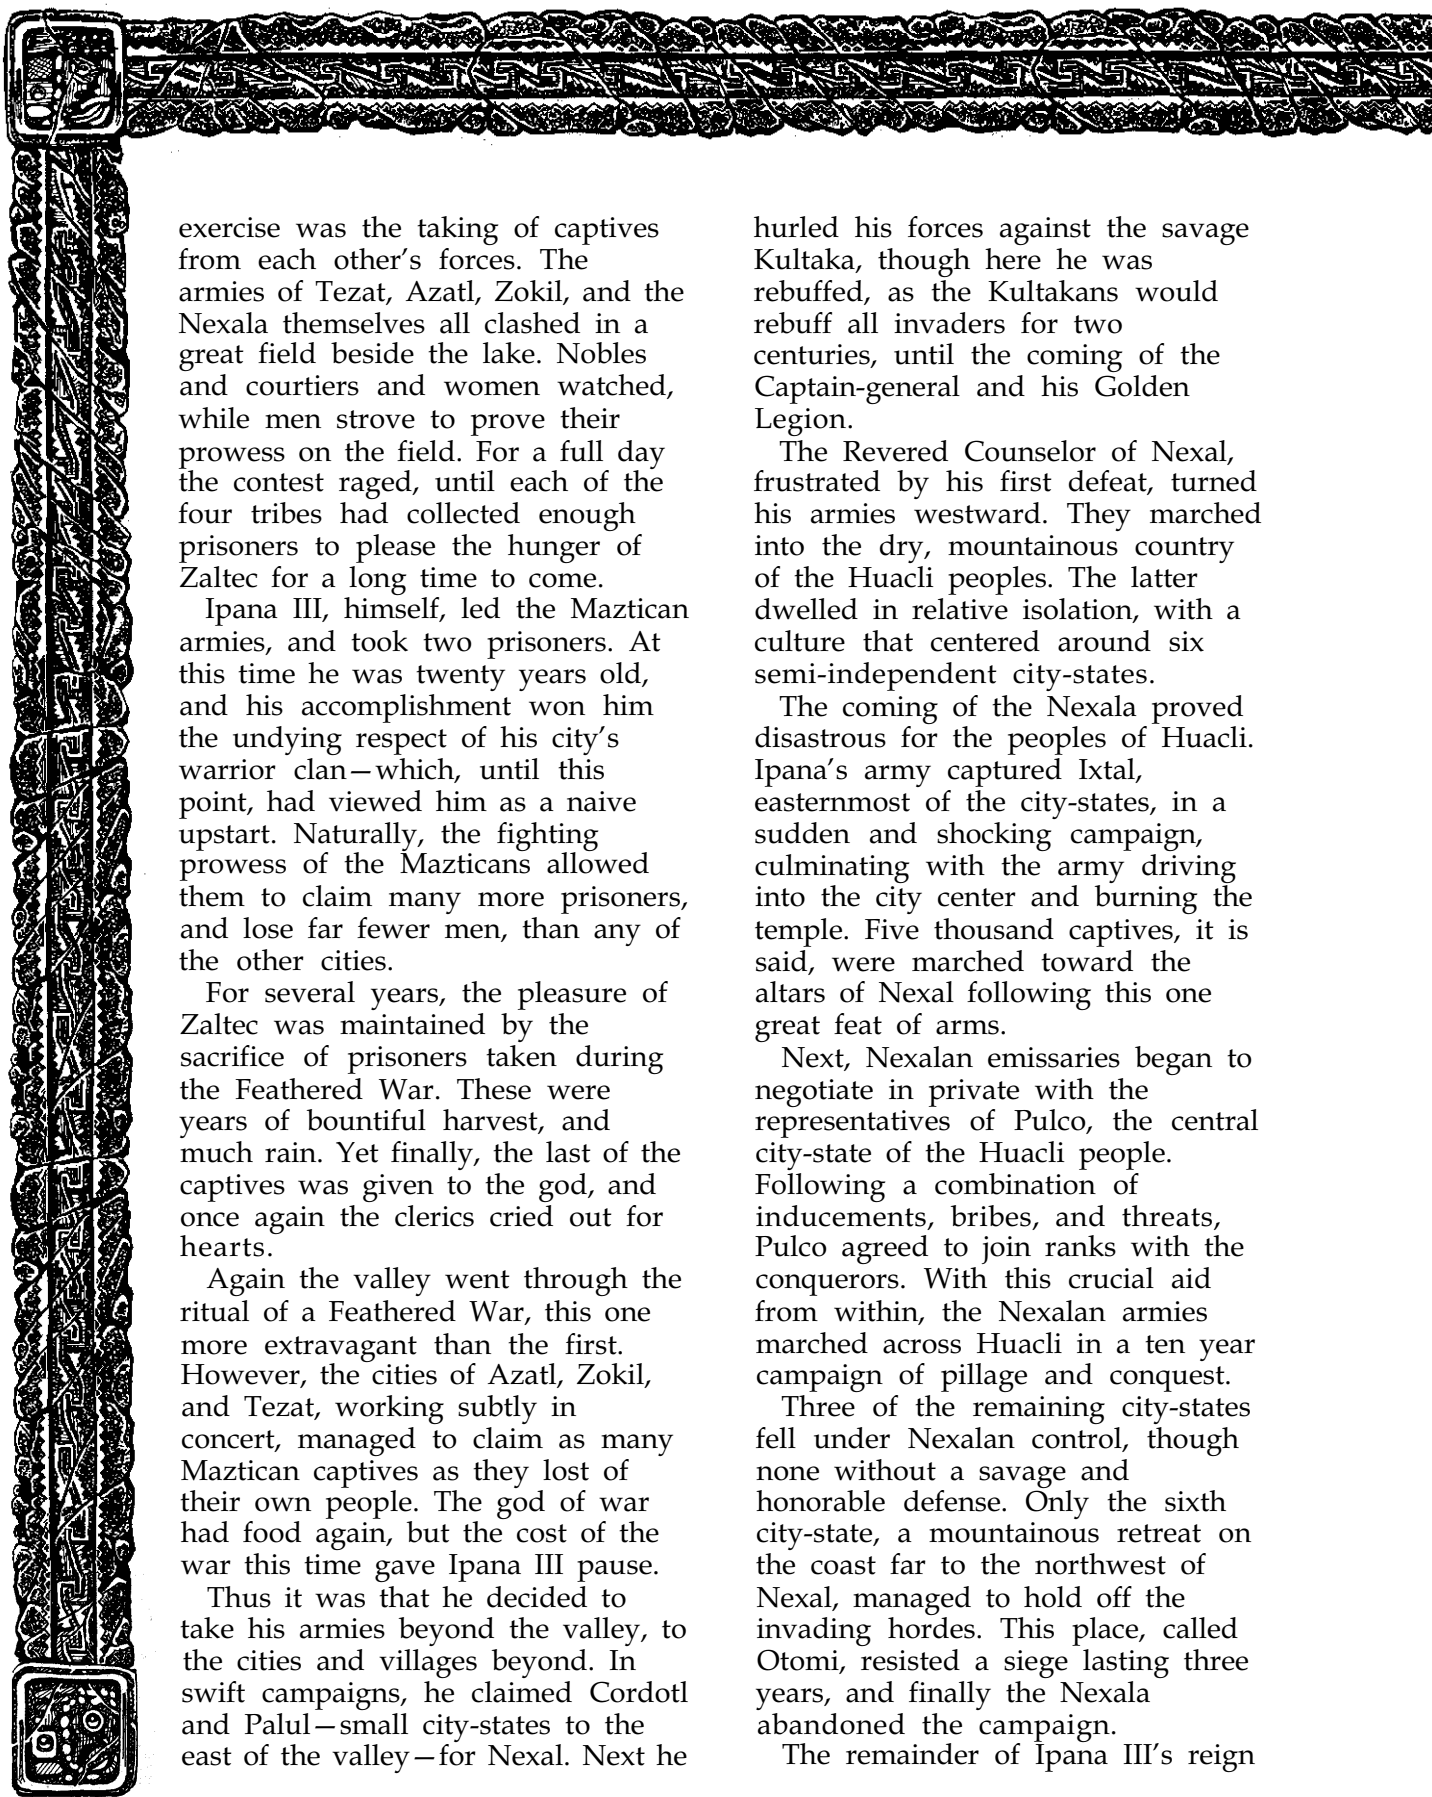 exercise was the taking of captives
from each other's forces. The
armies of Tezat, Azatl, Zokil, and the
Nexala themselves all clashed in a
great field beside the lake. Nobles
and courtiers and women watched,
while men strove to prove their
prowess on the field. For a full day
the contest raged, until each of the
four tribes had collected enough
prisoners to please the hunger of
Zaltec for a long time to come.
Ipana III, himself, led the Maztican
armies, and took two prisoners. At
this time he was twenty years old,
and his accomplishment won him
the undying respect of his city's
warrior clan—which, until this
point, had viewed him as a naive
upstart. Naturally, the fighting
prowess of the Mazticans allowed
them to claim many more prisoners,
and lose far fewer men, than any of
the other cities.
For several years, the pleasure of
Zaltec was maintained by the
sacrifice of prisoners taken during
the Feathered War. These were
years of bountiful harvest, and
much rain. Yet finally, the last of the
captives was given to the god, and
once again the clerics cried out for
hearts.
Again the valley went through the
ritual of a Feathered War, this one
more extravagant than the first.
However, the cities of Azatl, Zokil,
and Tezat, working subtly in
concert, managed to claim as many
Maztican captives as they lost of
their own people. The god of war
had food again, but the cost of the
war this time gave Ipana III pause.
Thus it was that he decided to
take his armies beyond the valley, to
the cities and villages beyond. In
swift campaigns, he claimed Cordotl
and Palul—small city-states to the
east of the valley—for Nexal. Next he
hurled his forces against the savage
Kultaka, though here he was
rebuffed, as the Kultakans would
rebuff all invaders for two
centuries, until the coming of the
Captain-general and his Golden
Legion.
The Revered Counselor of Nexal,
frustrated by his first defeat, turned
his armies westward. They marched
into the dry, mountainous country
of the Huacli peoples. The latter
dwelled in relative isolation, with a
culture that centered around six
semi-independent city-states.
The coming of the Nexala proved
disastrous for the peoples of Huacli.
Ipana's army captured Ixtal,
easternmost of the city-states, in a
sudden and shocking campaign,
culminating with the army driving
into the city center and burning the
temple. Five thousand captives, it is
said, were marched toward the
altars of Nexal following this one
great feat of arms.
Next, Nexalan emissaries began to
negotiate in private with the
representatives of Pulco, the central
city-state of the Huacli people.
Following a combination of
inducements, bribes, and threats,
Pulco agreed to join ranks with the
conquerors. With this crucial aid
from within, the Nexalan armies
marched across Huacli in a ten year
campaign of pillage and conquest.
Three of the remaining city-states
fell under Nexalan control, though
none without a savage and
honorable defense. Only the sixth
city-state, a mountainous retreat on
the coast far to the northwest of
Nexal, managed to hold off the
invading hordes. This place, called
Otomi, resisted a siege lasting three
years, and finally the Nexala
abandoned the campaign.
The remainder of Ipana III's reign